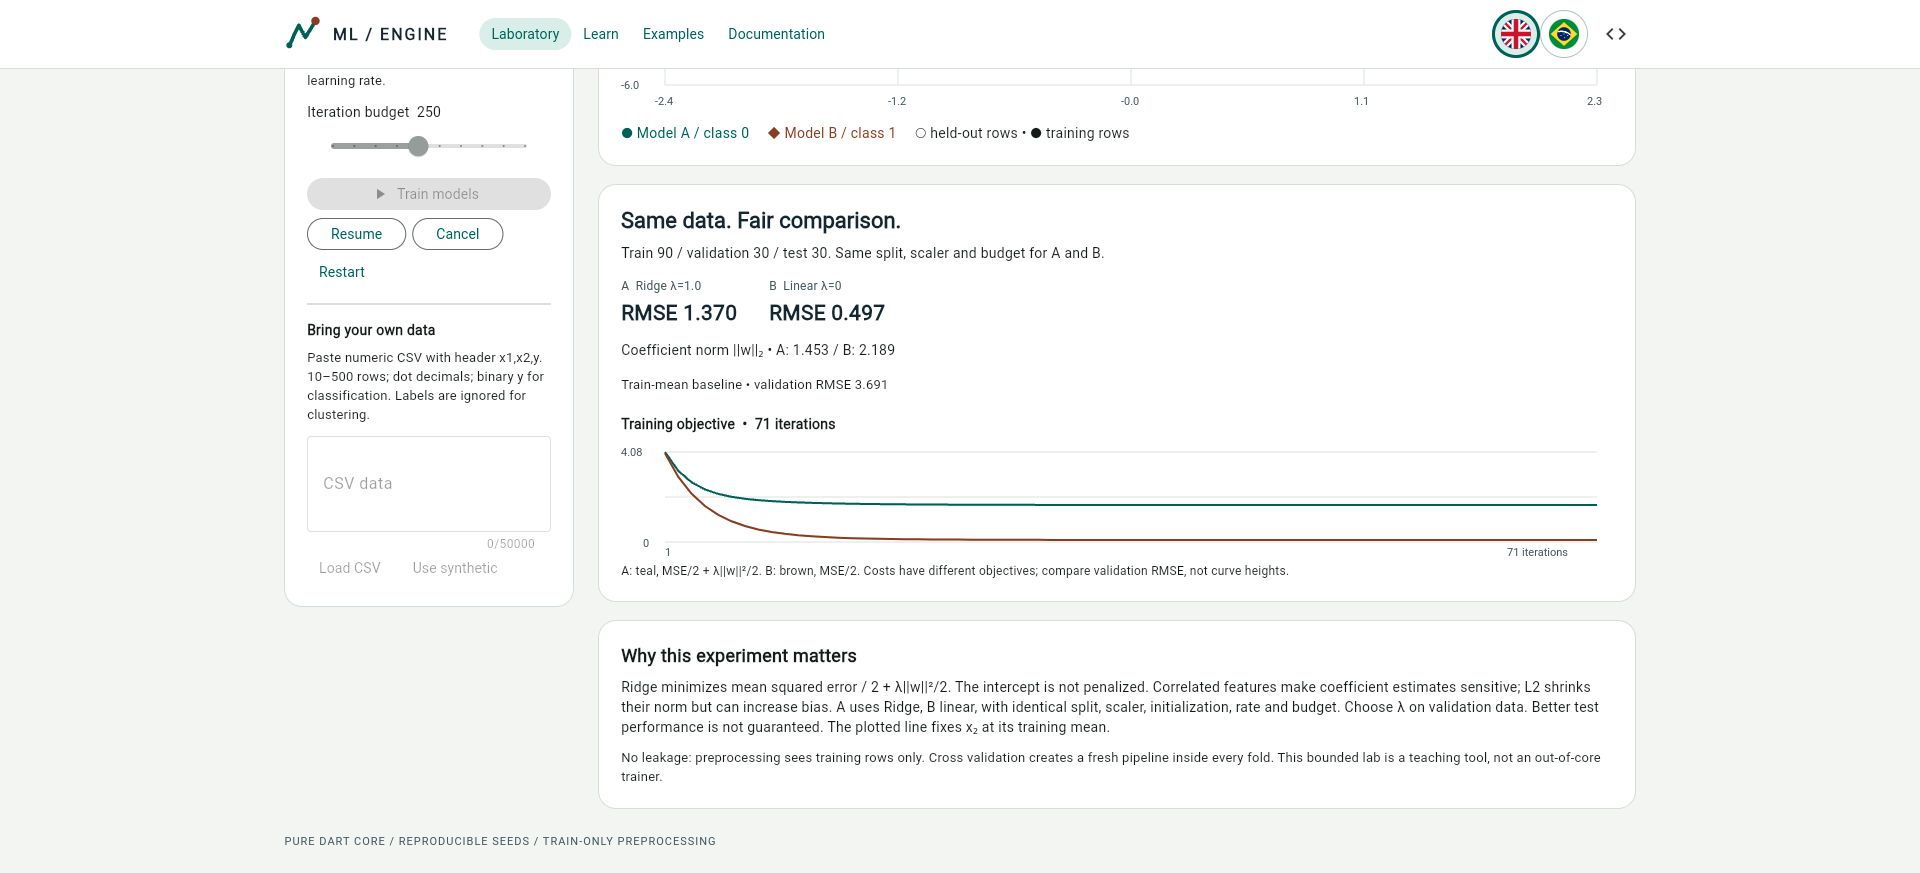 ML / ENGINE
Laboratory
Learn
Examples
Documentation
learning rate.
Iteration budget 250
Train models
Resume
Cancel
Restart
Bring your own data
Paste numeric CSV with header x1,x2,y.
10–500 rows; dot decimals; binary y for
classification. Labels are ignored for
clustering.
CSV data
0/50000
Load CSV
Use synthetic
-6.0
-2.4
-1.2
-0.0
1.1
2.3
Model A / class 0
Model B / class 1
held-out rows • ● training rows
Same data. Fair comparison.
Train 90 / validation 30 / test 30. Same split, scaler and budget for A and B.
A Ridge λ=1.0
RMSE 1.370
B Linear λ=0
RMSE 0.497
Coefficient norm ||w||₂ • A: 1.453 / B: 2.189
Train-mean baseline • validation RMSE 3.691
Training objective • 71 iterations
4.08
0
1
71 iterations
A: teal, MSE/2 + λ||w||²/2. B: brown, MSE/2. Costs have different objectives; compare validation RMSE, not curve heights.
Why this experiment matters
Ridge minimizes mean squared error / 2 + λ||w||²/2. The intercept is not penalized. Correlated features make coefficient estimates sensitive; L2 shrinks
their norm but can increase bias. A uses Ridge, B linear, with identical split, scaler, initialization, rate and budget. Choose λ on validation data. Better test
performance is not guaranteed. The plotted line fixes x₂ at its training mean.
No leakage: preprocessing sees training rows only. Cross validation creates a fresh pipeline inside every fold. This bounded lab is a teaching tool, not an out-of-core
trainer.
PURE DART CORE / REPRODUCIBLE SEEDS / TRAIN-ONLY PREPROCESSING